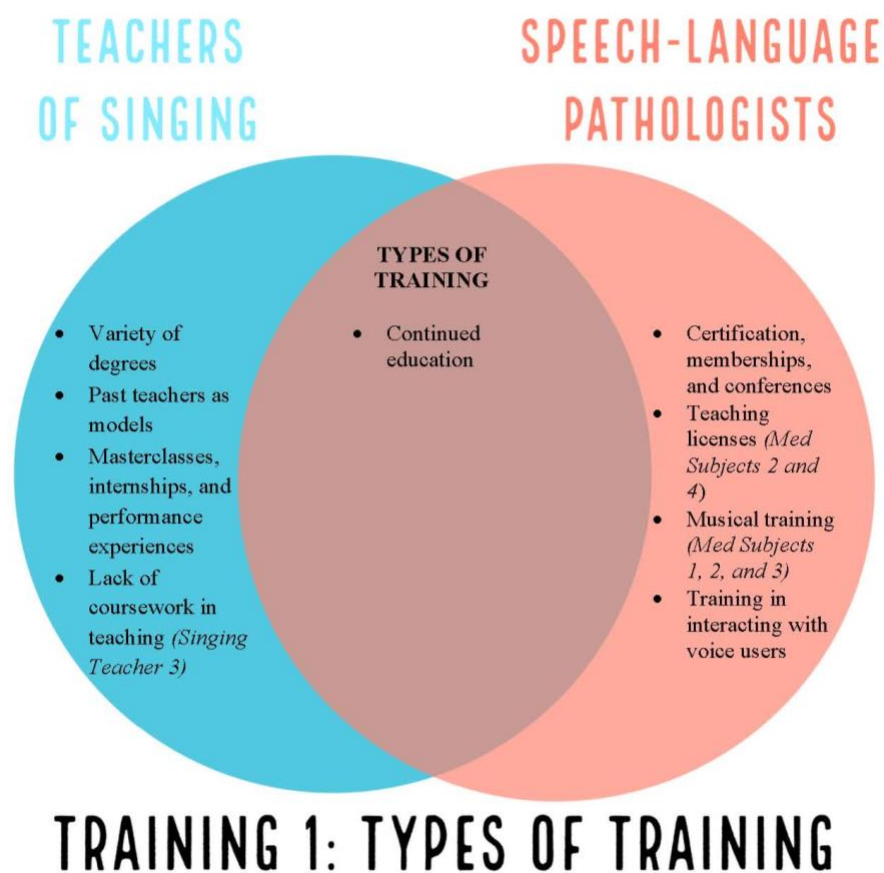 TEACHERS
OF SINGING
SPEECH-LANGUAGE
PATHOLOGISTS
TYPES OF
TRAINING
• Variety of
degrees
• Past teachers as
models
• Masterclasses,
internships, and
performance
experiences
• Lack of
coursework in
teaching (Singing
Teacher 3)
• Continued
education
• Certification,
memberships,
and conferences
• Teaching
licenses (Med
Subjects 2 and
4)
• Musical training
(Med Subjects
1, 2, and 3)
• Training in
interacting with
voice users
TRAINING 1: TYPES OF TRAINING